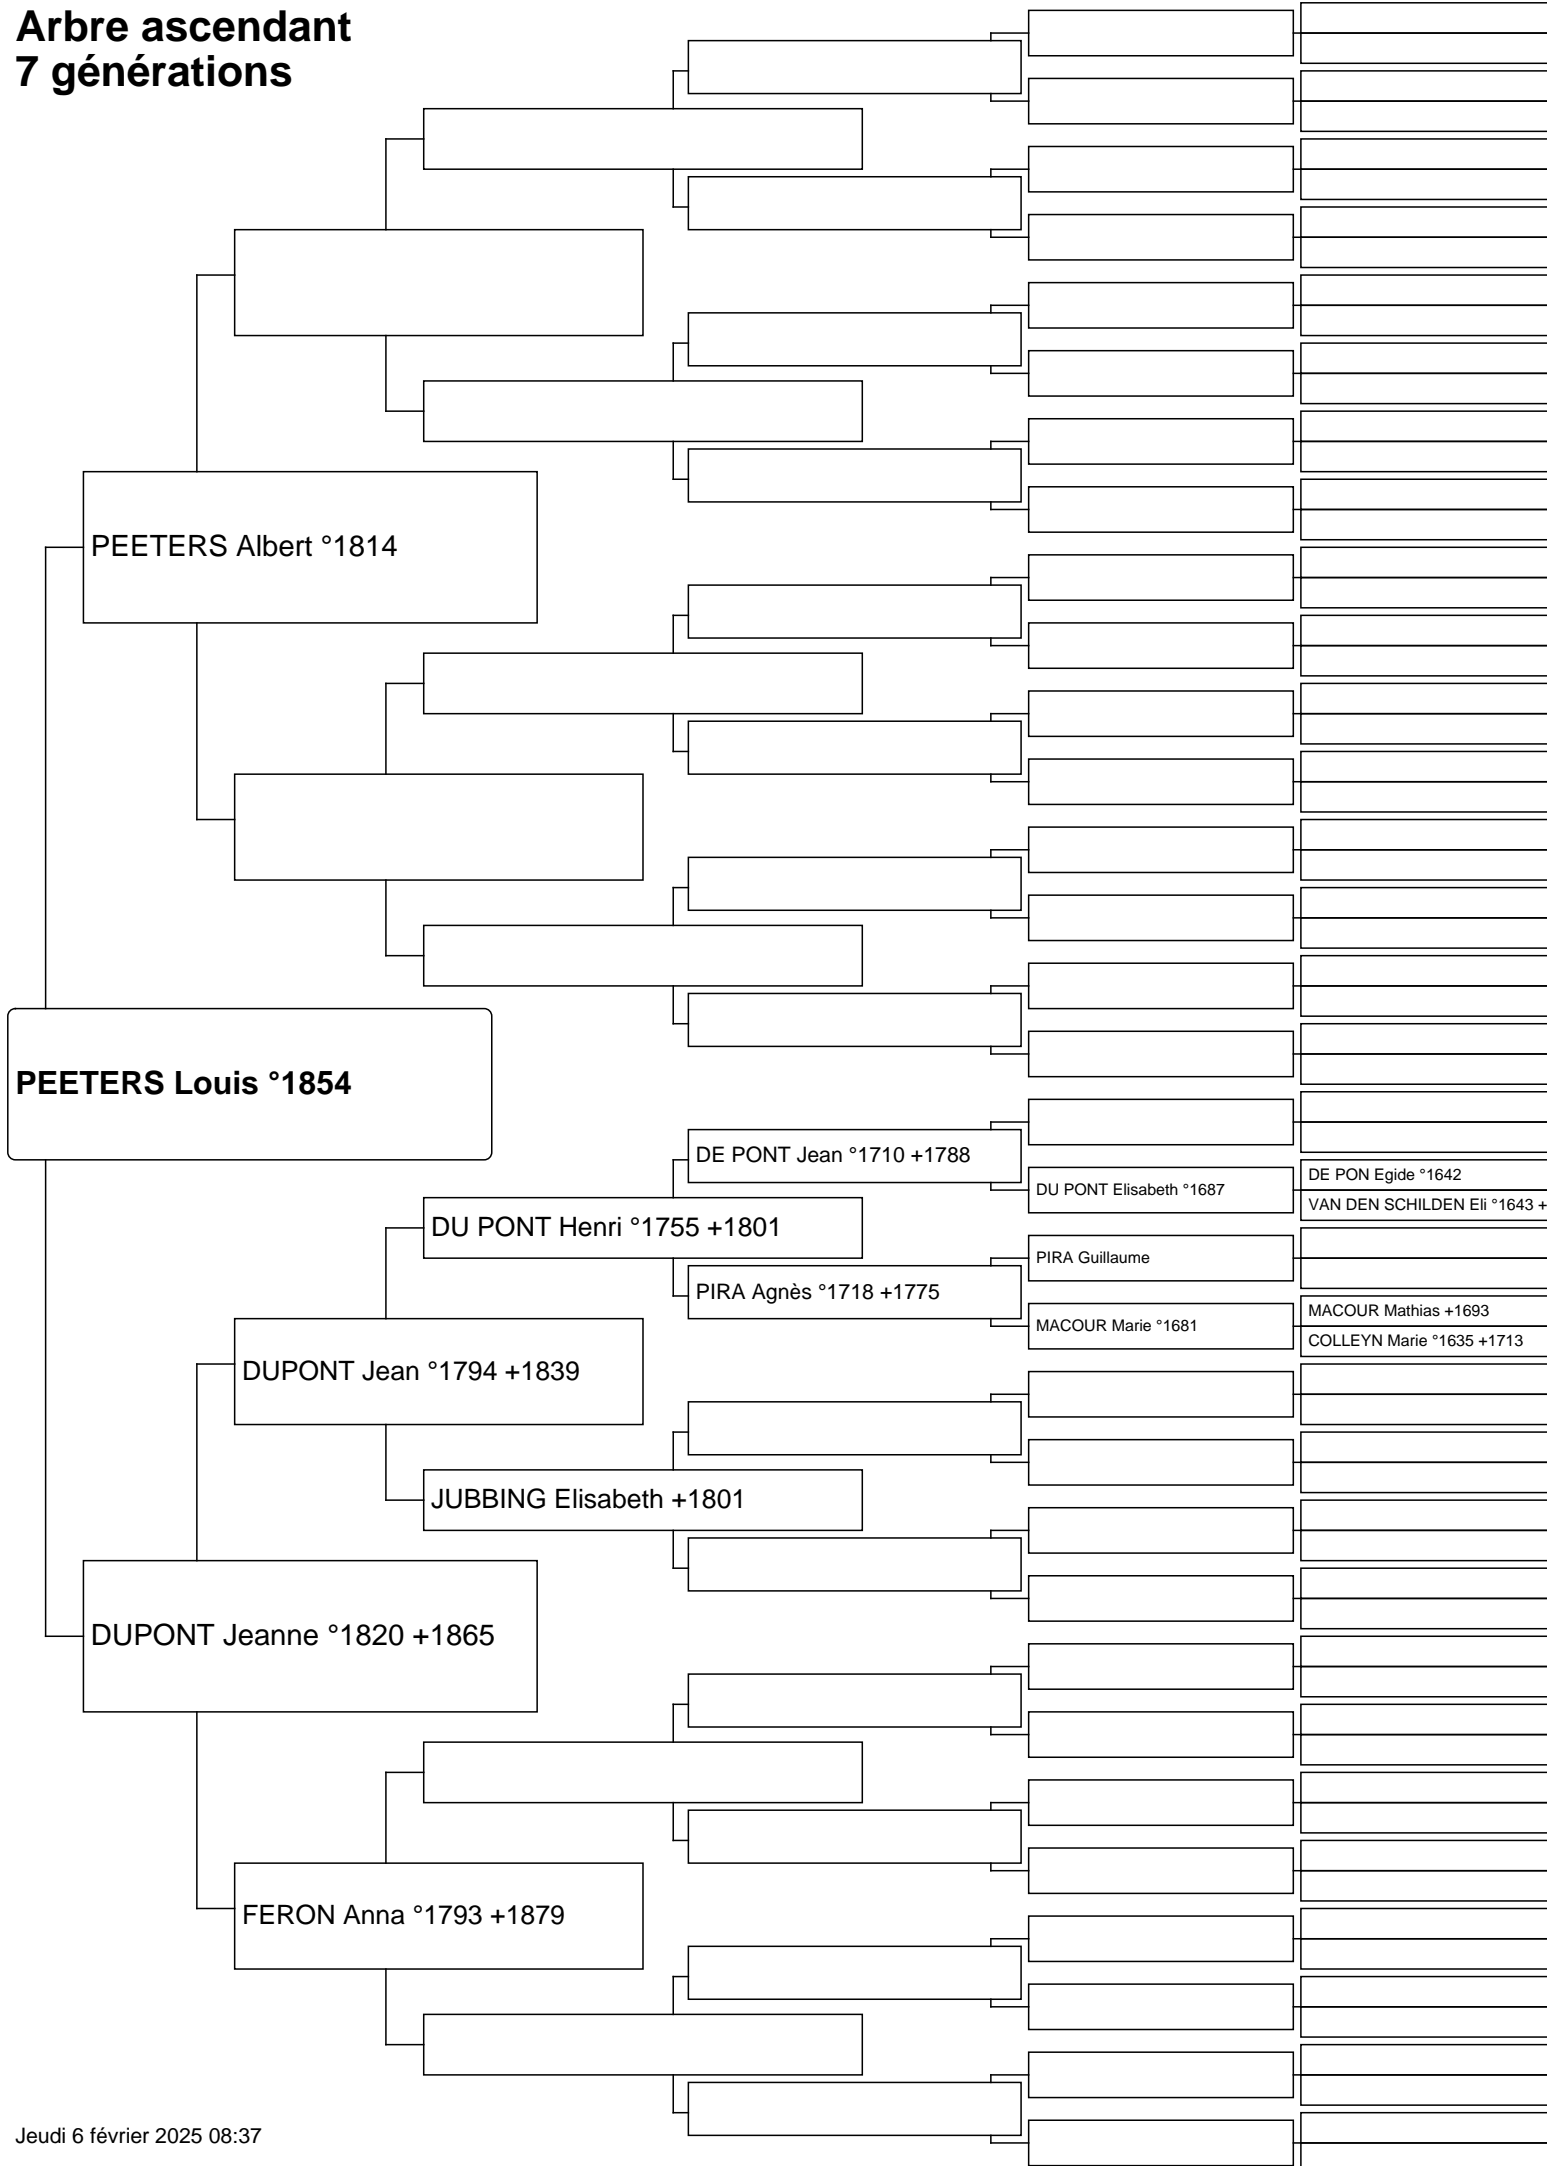 Arbre ascendant
7 générations
PEETERS Albert °1814
PEETERS Louis °1854
DE PONT Jean °1710 +1788
DU PONT Elisabeth °1687
DE PON Egide °1642
VAN DEN SCHILDEN Eli °1643 +
DU PONT Henri °1755 +1801
PIRA Guillaume
PIRA Agnès °1718 +1775
MACOUR Marie °1681
MACOUR Mathias +1693
COLLEYN Marie °1635 +1713
DUPONT Jean °1794 +1839
JUBBING Elisabeth +1801
DUPONT Jeanne °1820 +1865
FERON Anna °1793 +1879
Jeudi 6 février 2025 08:37